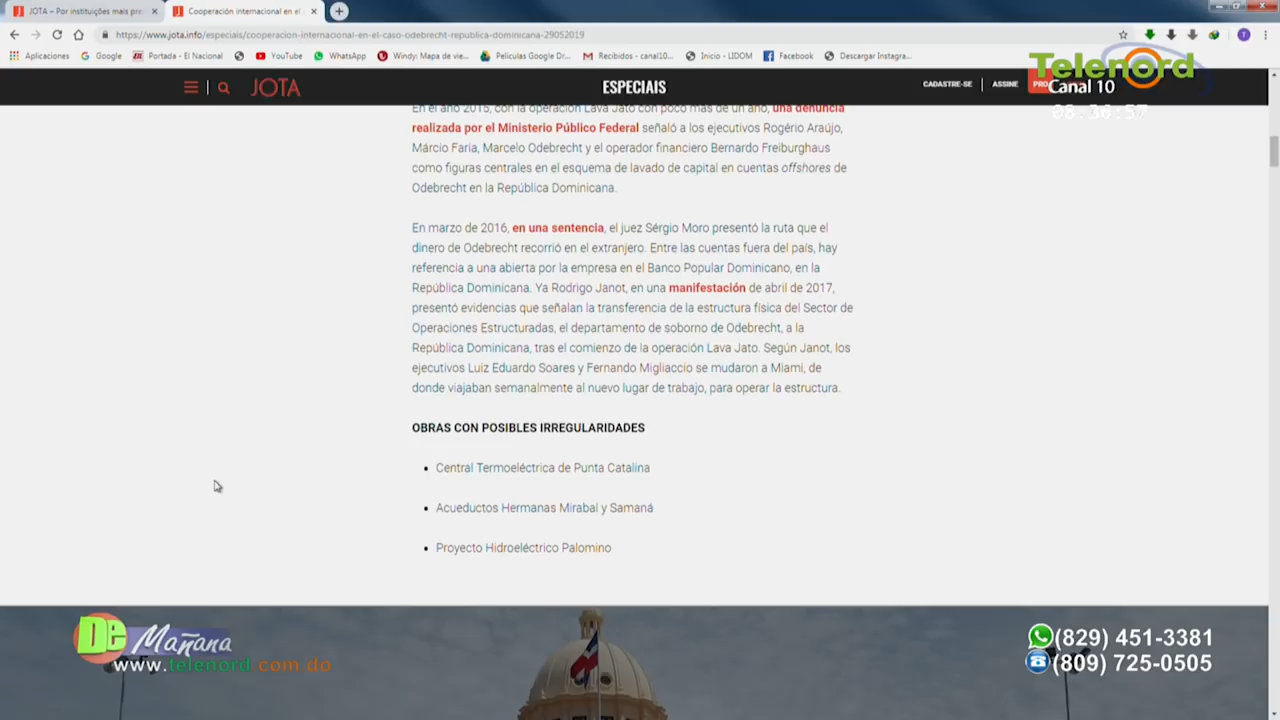 JOTA – Por instituições mais pre
Cooperación internacional en el
https://www.jota.info/especiais/cooperacion-internacional-en-el-caso-odebrecht-republica-dominicana-29052019
Aplicaciones Google Portada - El Nacional YouTube WhatsApp Windy: Mapa de vie... Peliculas Google Dr... Recibidos - canal10... Inicio - LIDOM Facebook Descargar Instagra...
Telenord
Canal 10
JOTA ESPECIAIS CADASTRE-SE ASSINE PRO
En el año 2015, con la operación Lava Jato con poco más de un año, una denuncia
realizada por el Ministerio Público Federal señaló a los ejecutivos Rogério Araújo,
Márcio Faria, Marcelo Odebrecht y el operador financiero Bernardo Freiburghaus
como figuras centrales en el esquema de lavado de capital en cuentas offshores de
Odebrecht en la República Dominicana.
En marzo de 2016, en una sentencia, el juez Sérgio Moro presentó la ruta que el
dinero de Odebrecht recorrió en el extranjero. Entre las cuentas fuera del país, hay
referencia a una abierta por la empresa en el Banco Popular Dominicano, en la
República Dominicana. Ya Rodrigo Janot, en una manifestación de abril de 2017,
presentó evidencias que señalan la transferencia de la estructura física del Sector de
Operaciones Estructuradas, el departamento de soborno de Odebrecht, a la
República Dominicana, tras el comienzo de la operación Lava Jato. Según Janot, los
ejecutivos Luiz Eduardo Soares y Fernando Migliaccio se mudaron a Miami, de
donde viajaban semanalmente al nuevo lugar de trabajo, para operar la estructura.
OBRAS CON POSIBLES IRREGULARIDADES
• Central Termoeléctrica de Punta Catalina
• Acueductos Hermanas Mirabal y Samaná
• Proyecto Hidroeléctrico Palomino
De Mañana
www.telenord.com.do
(829) 451-3381
(809) 725-0505